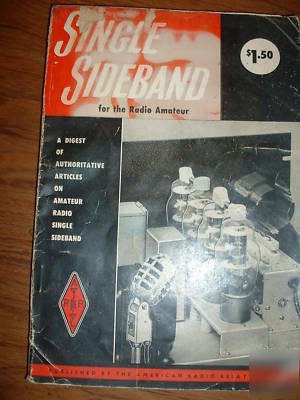 SINGLE
SIDEBAND
$1.50
for the Radio Amateur
A DIGEST
OF
AUTHORITATIVE
ARTICLES
ON
AMATEUR
RADIO
SINGLE
SIDEBAND
A
R R
L
PUBLISHED BY THE AMERICAN RADIO RELAY